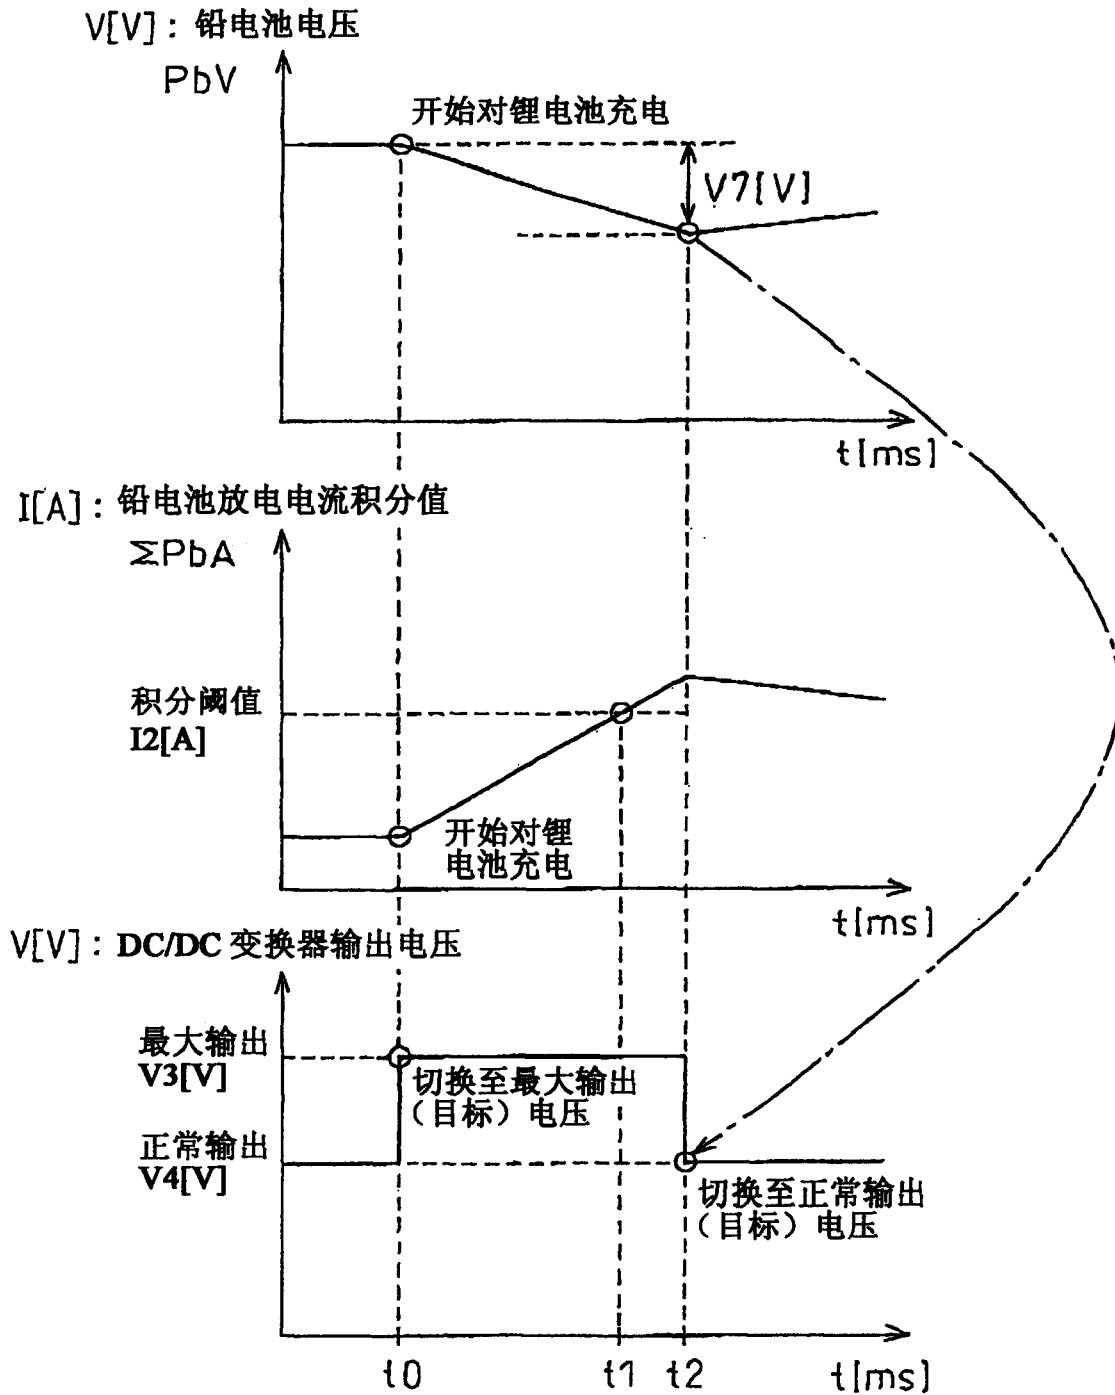 V[V]：铅电池电压
PbV
开始对锂电池充电
V7[V]
t[ms]
I[A]：铅电池放电电流积分值
ΣPbA
积分阈值
I2[A]
开始对锂
电池充电
t[ms]
V[V]：DC/DC 变换器输出电压
最大输出
V3[V]
切换至最大输出
（目标）电压
正常输出
V4[V]
切换至正常输出
（目标）电压
t0
t1
t2
t[ms]